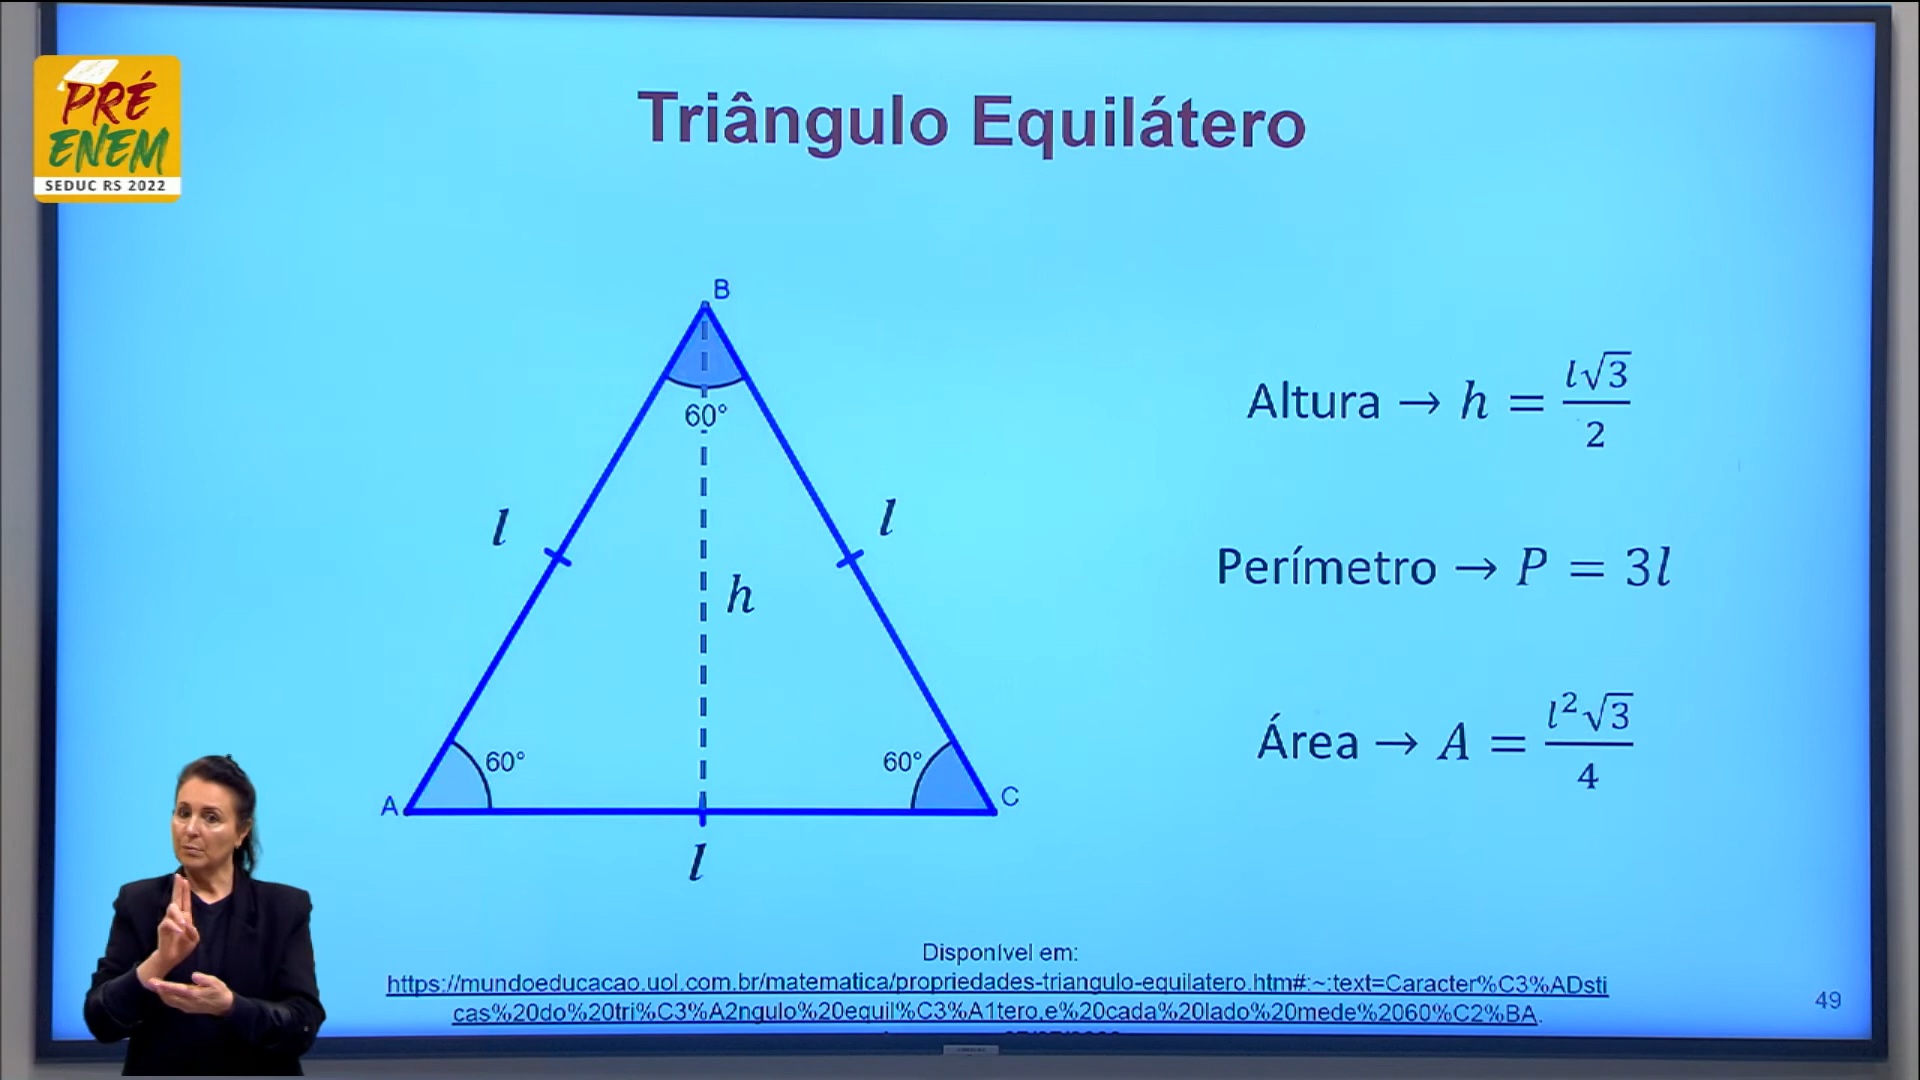 PRÉ
ENEM
SEDUC RS 2022
Triângulo Equilátero
B
60°
l
l
h
60°
60°
A
C
l
Altura → h = l√3/2
Perímetro → P = 3l
Área → A = l²√3/4
Disponível em:
https://mundoeducacao.uol.com.br/matematica/propriedades-triangulo-equilatero.htm#:~:text=Caracter%C3%ADsti
cas%20do%20tri%C3%A2ngulo%20equil%C3%A1tero,e%20cada%20lado%20mede%2060%C2%BA.
49